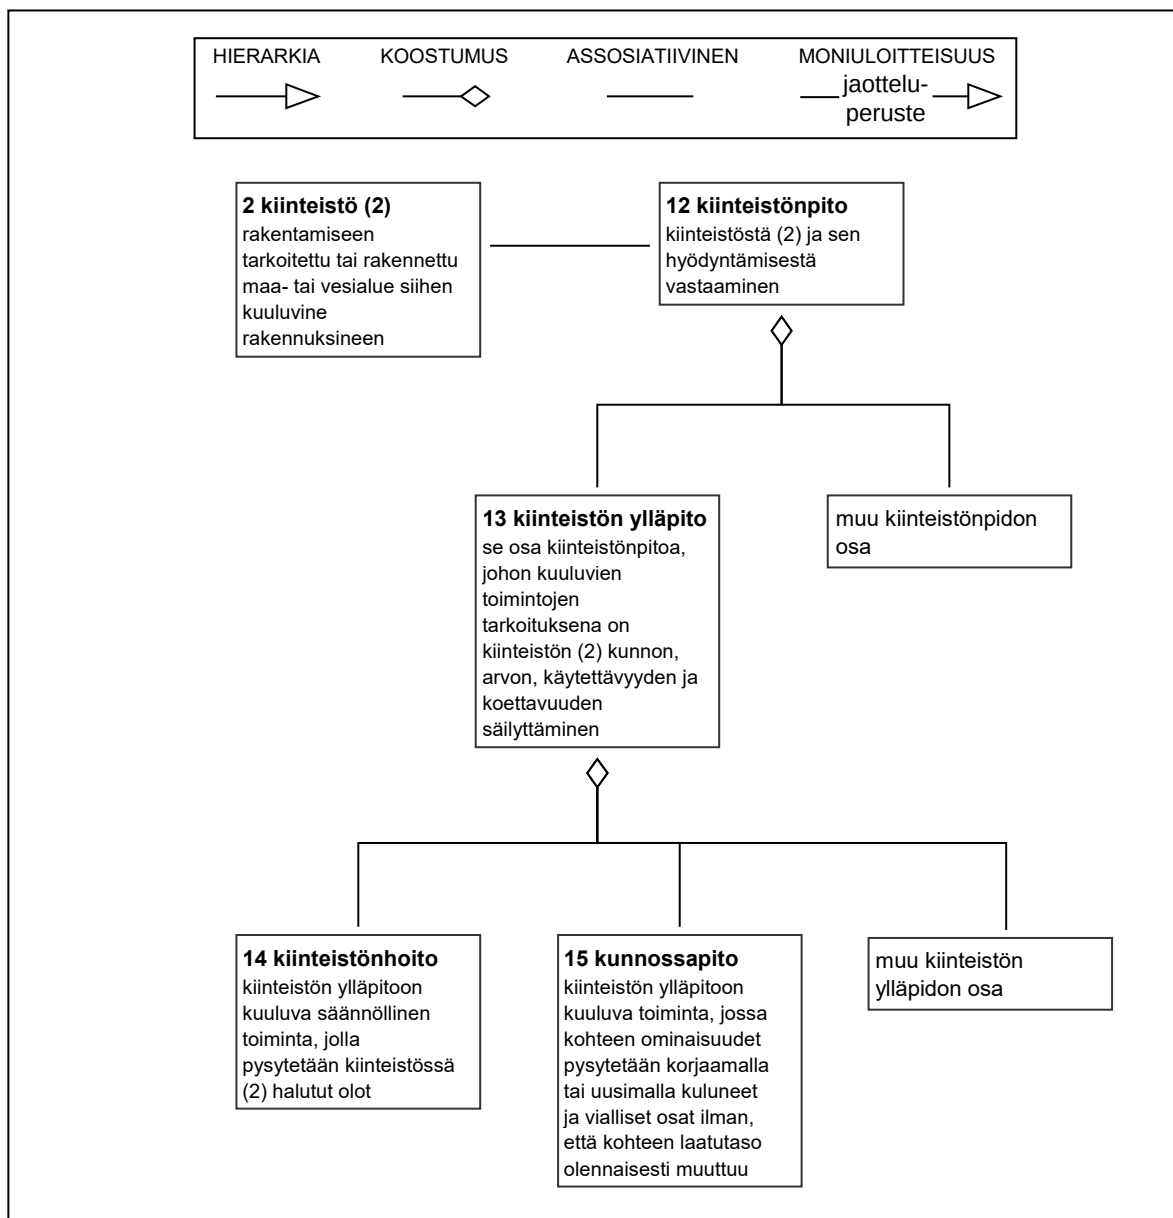 HIERARKIA KOOSTUMUS ASSOSIATIIVINEN MONIULOITTEISUUS
jaottelu-
peruste
2 kiinteistö (2)
rakentamiseen
tarkoitettu tai rakennettu
maa- tai vesialue siihen
kuuluvine
rakennuksineen
12 kiinteistönpito
kiinteistöstä (2) ja sen
hyödyntämisestä
vastaaminen
13 kiinteistön ylläpito
se osa kiinteistönpitoa,
johon kuuluvien
toimintojen
tarkoituksena on
kiinteistön (2) kunnon,
arvon, käytettävyyden ja
koettavuuden
säilyttäminen
muu kiinteistönpidon
osa
14 kiinteistönhoito
kiinteistön ylläpitoon
kuuluva säännöllinen
toiminta, jolla
pysytetään kiinteistössä
(2) halutut olot
15 kunnossapito
kiinteistön ylläpitoon
kuuluva toiminta, jossa
kohteen ominaisuudet
pysytetään korjaamalla
tai uusimalla kuluneet
ja vialliset osat ilman,
että kohteen laatutaso
olennaisesti muuttuu
muu kiinteistön
ylläpidon osa